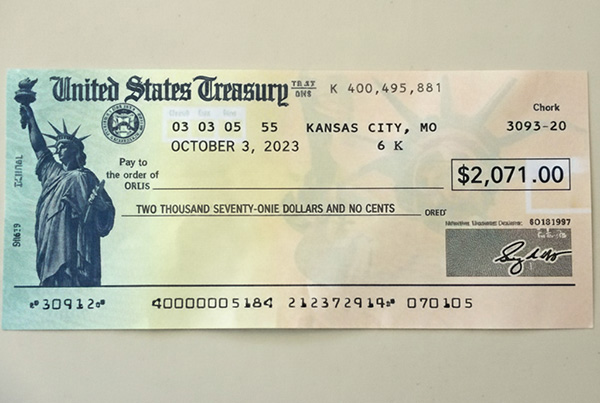 United States Treasury K 400,495,881
03 03 05 55 KANSAS CITY, MO
Chork
3093-20
OCTOBER 3, 2023 6 K
Pay to
the order of
ORLIS
$2,071.00
TWO THOUSAND SEVENTY-ONIE DOLLARS AND NO CENTS ORED'
30912 40000005184 212372914 070105